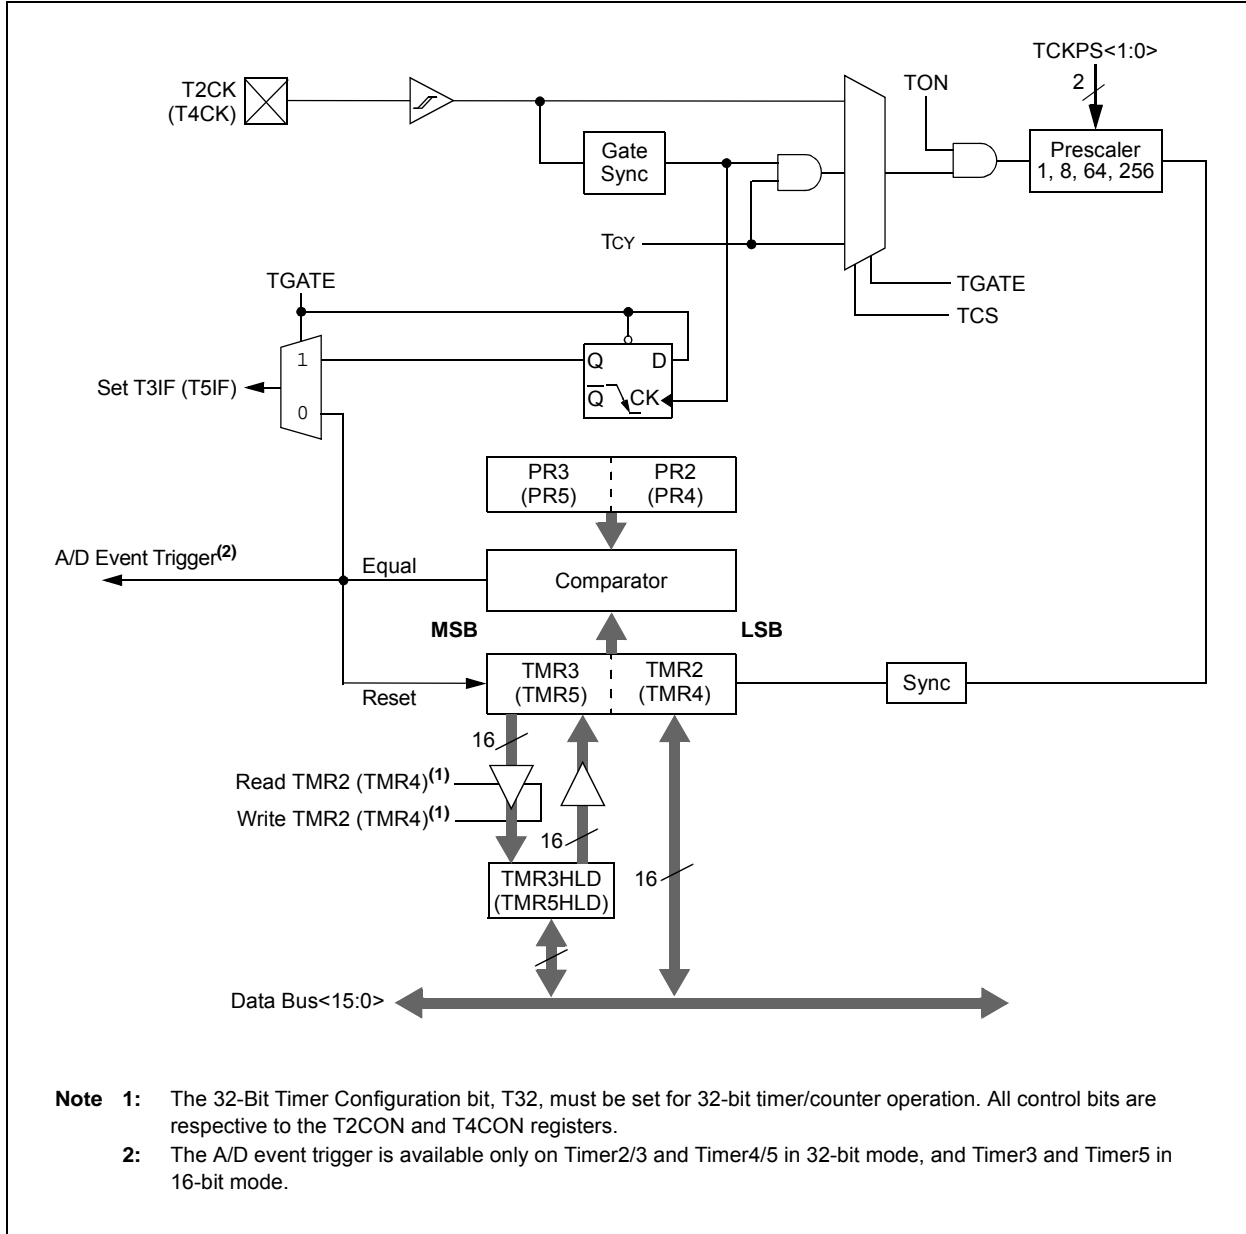 TCKPS<1:0>
T2CK
(T4CK)
TON
2
Gate
Sync
Prescaler
1, 8, 64, 256
TCY
TGATE
TGATE
TCS
1
Q D
Set T3IF (T5IF)
0
Q CK
PR3
(PR5)
PR2
(PR4)
A/D Event Trigger(2)
Equal
Comparator
MSB
LSB
TMR3
(TMR5)
TMR2
(TMR4)
Sync
Reset
16
Read TMR2 (TMR4)(1)
Write TMR2 (TMR4)(1)
16
16
TMR3HLD
(TMR5HLD)
Data Bus<15:0>
Note 1: The 32-Bit Timer Configuration bit, T32, must be set for 32-bit timer/counter operation. All control bits are
respective to the T2CON and T4CON registers.
2: The A/D event trigger is available only on Timer2/3 and Timer4/5 in 32-bit mode, and Timer3 and Timer5 in
16-bit mode.